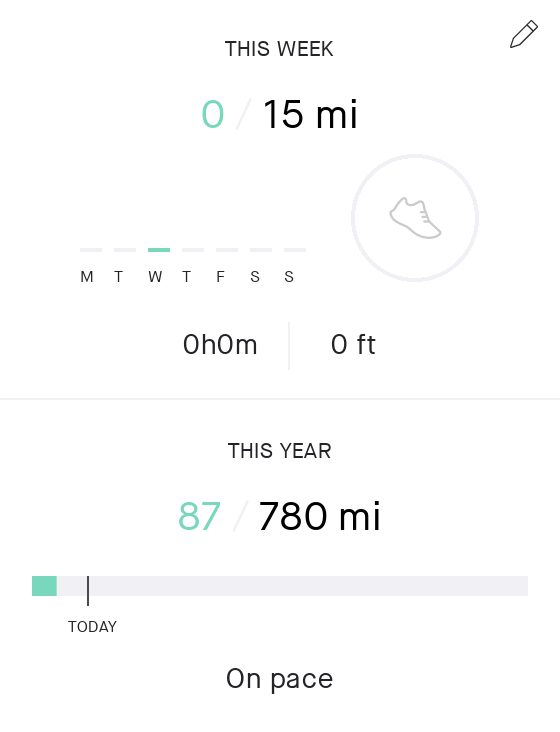 THIS WEEK
0 / 15 mi
M T W T F S S
0h0m 0 ft
THIS YEAR
87 / 780 mi
TODAY
On pace